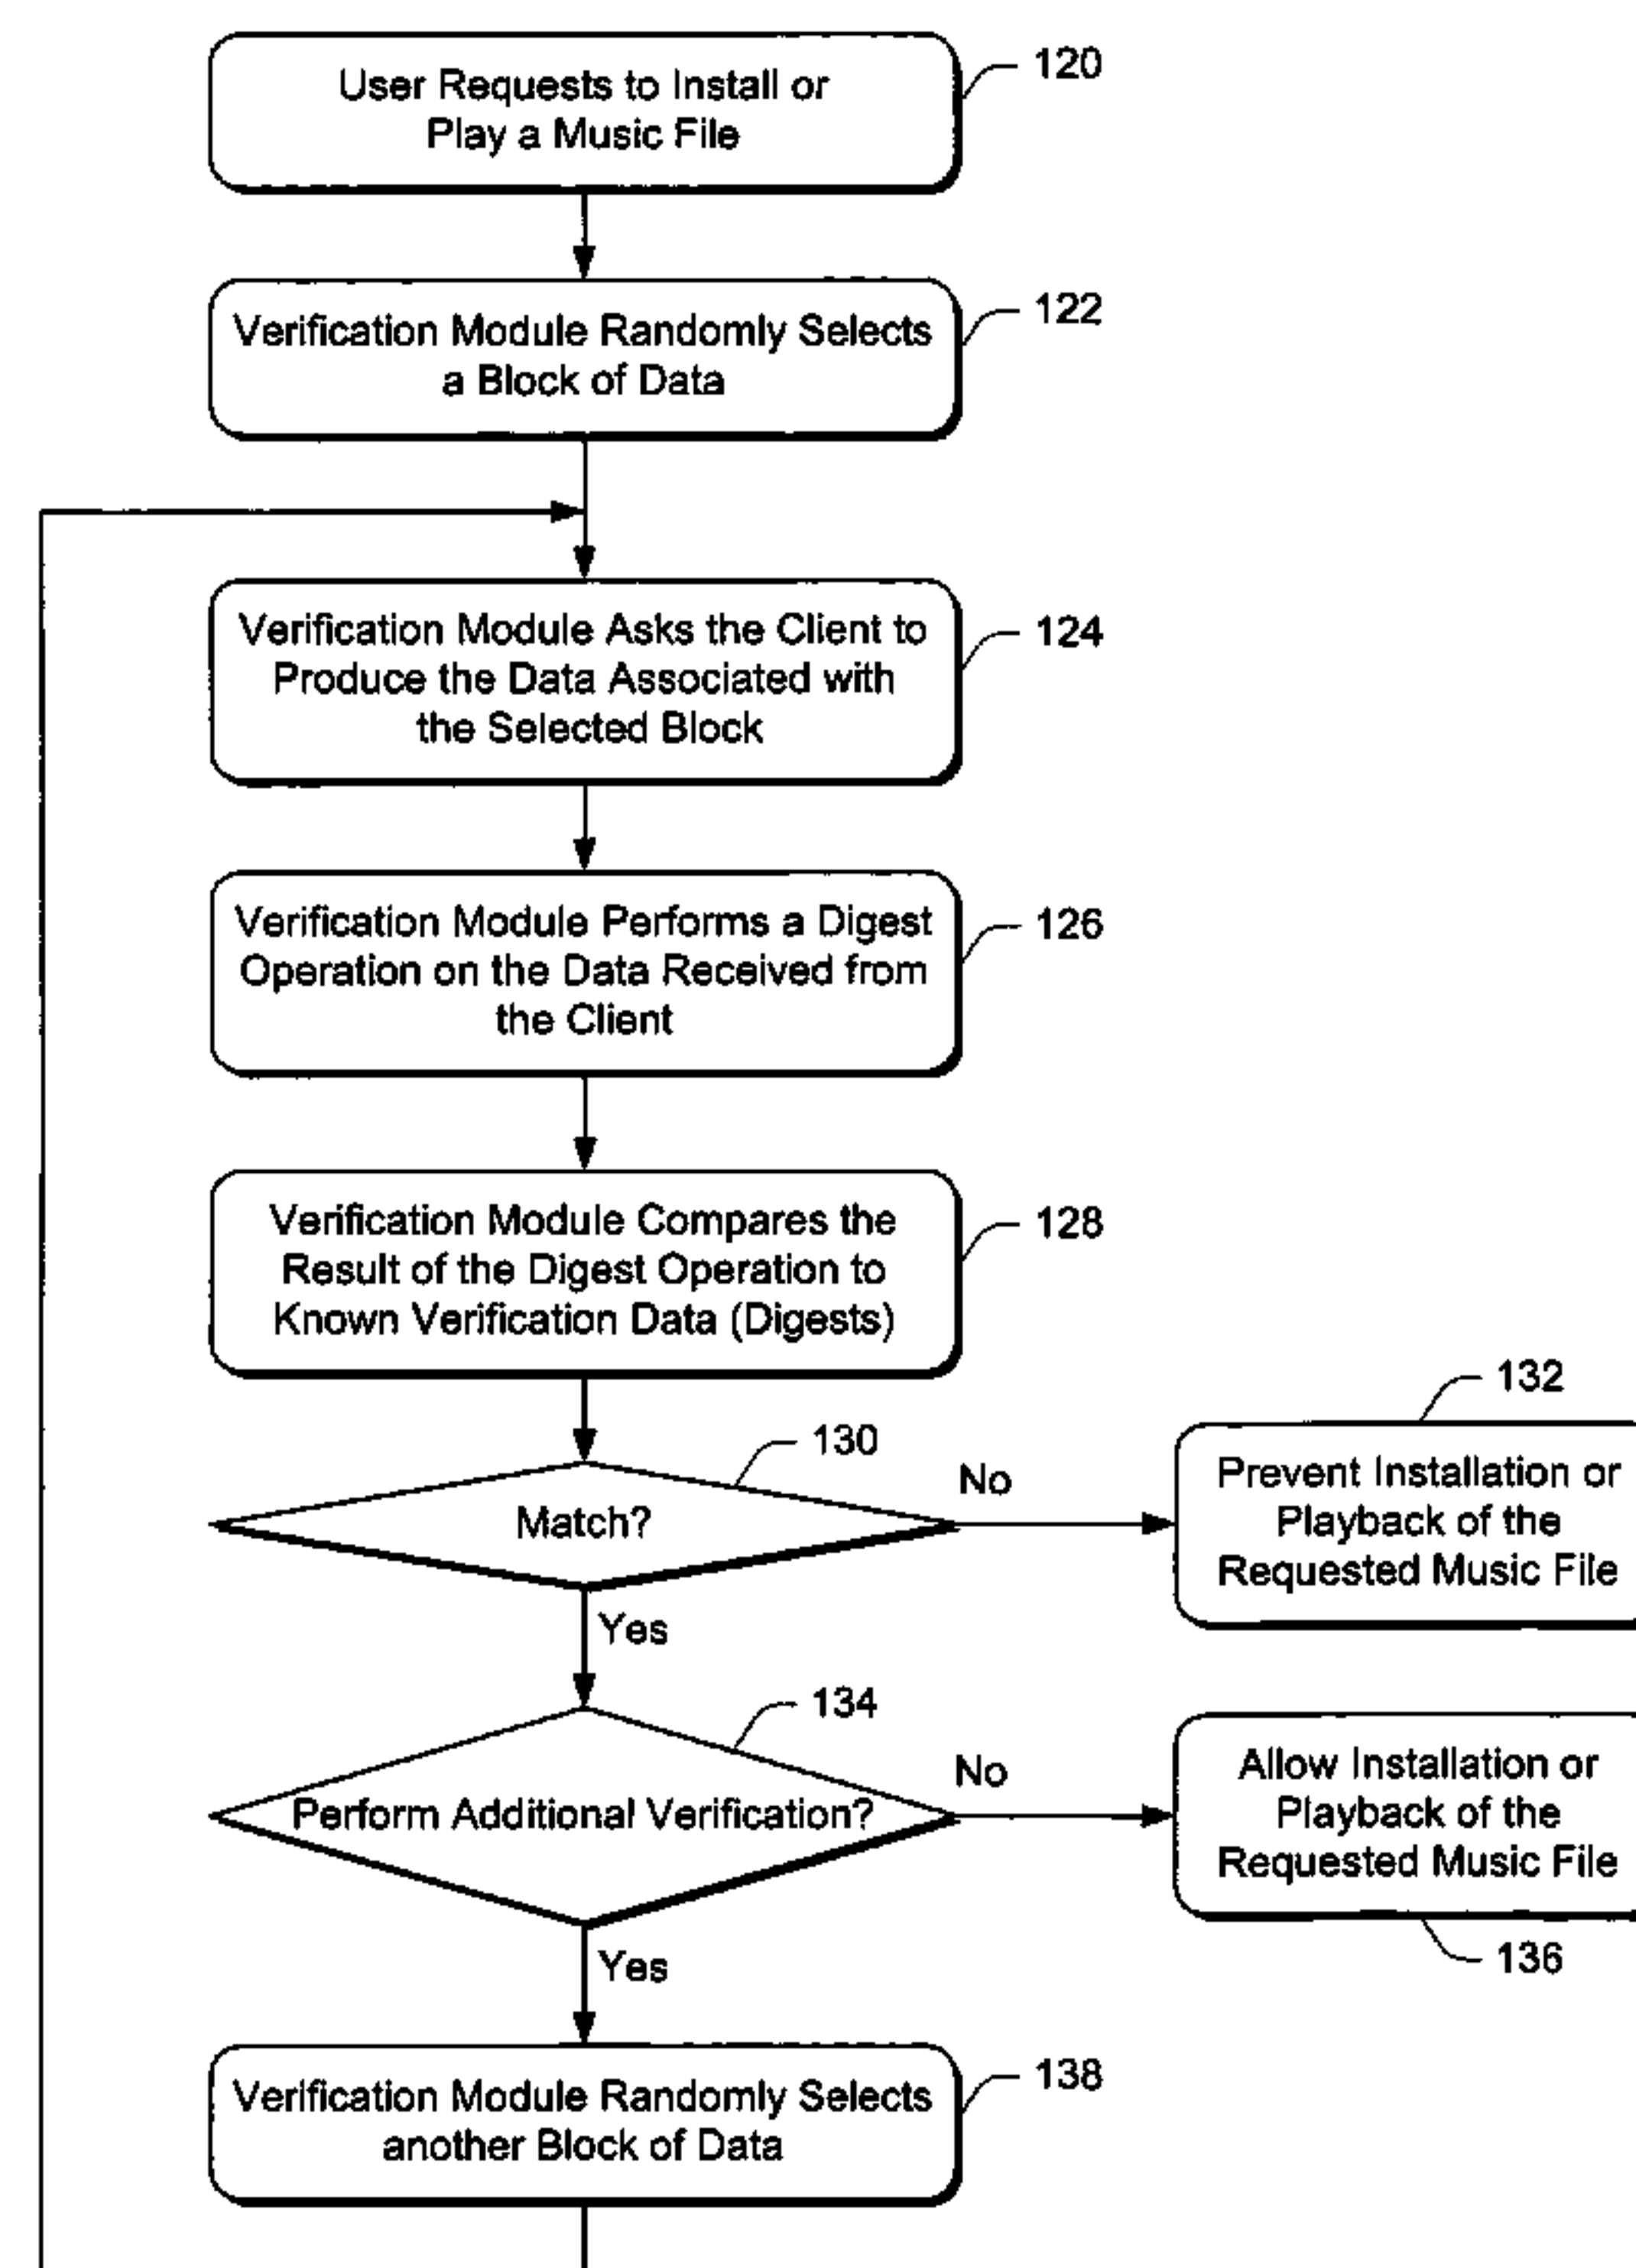 User Requests to Install or
Play a Music File
120
Verification Module Randomly Selects
a Block of Data
122
Verification Module Asks the Client to
Produce the Data Associated with
the Selected Block
124
Verification Module Performs a Digest
Operation on the Data Received from
the Client
126
Verification Module Compares the
Result of the Digest Operation to
Known Verification Data (Digests)
128
Match?
130
No
Prevent Installation or
Playback of the
Requested Music File
132
Yes
Perform Additional Verification?
134
No
Allow Installation or
Playback of the
Requested Music File
136
Yes
Verification Module Randomly Selects
another Block of Data
138